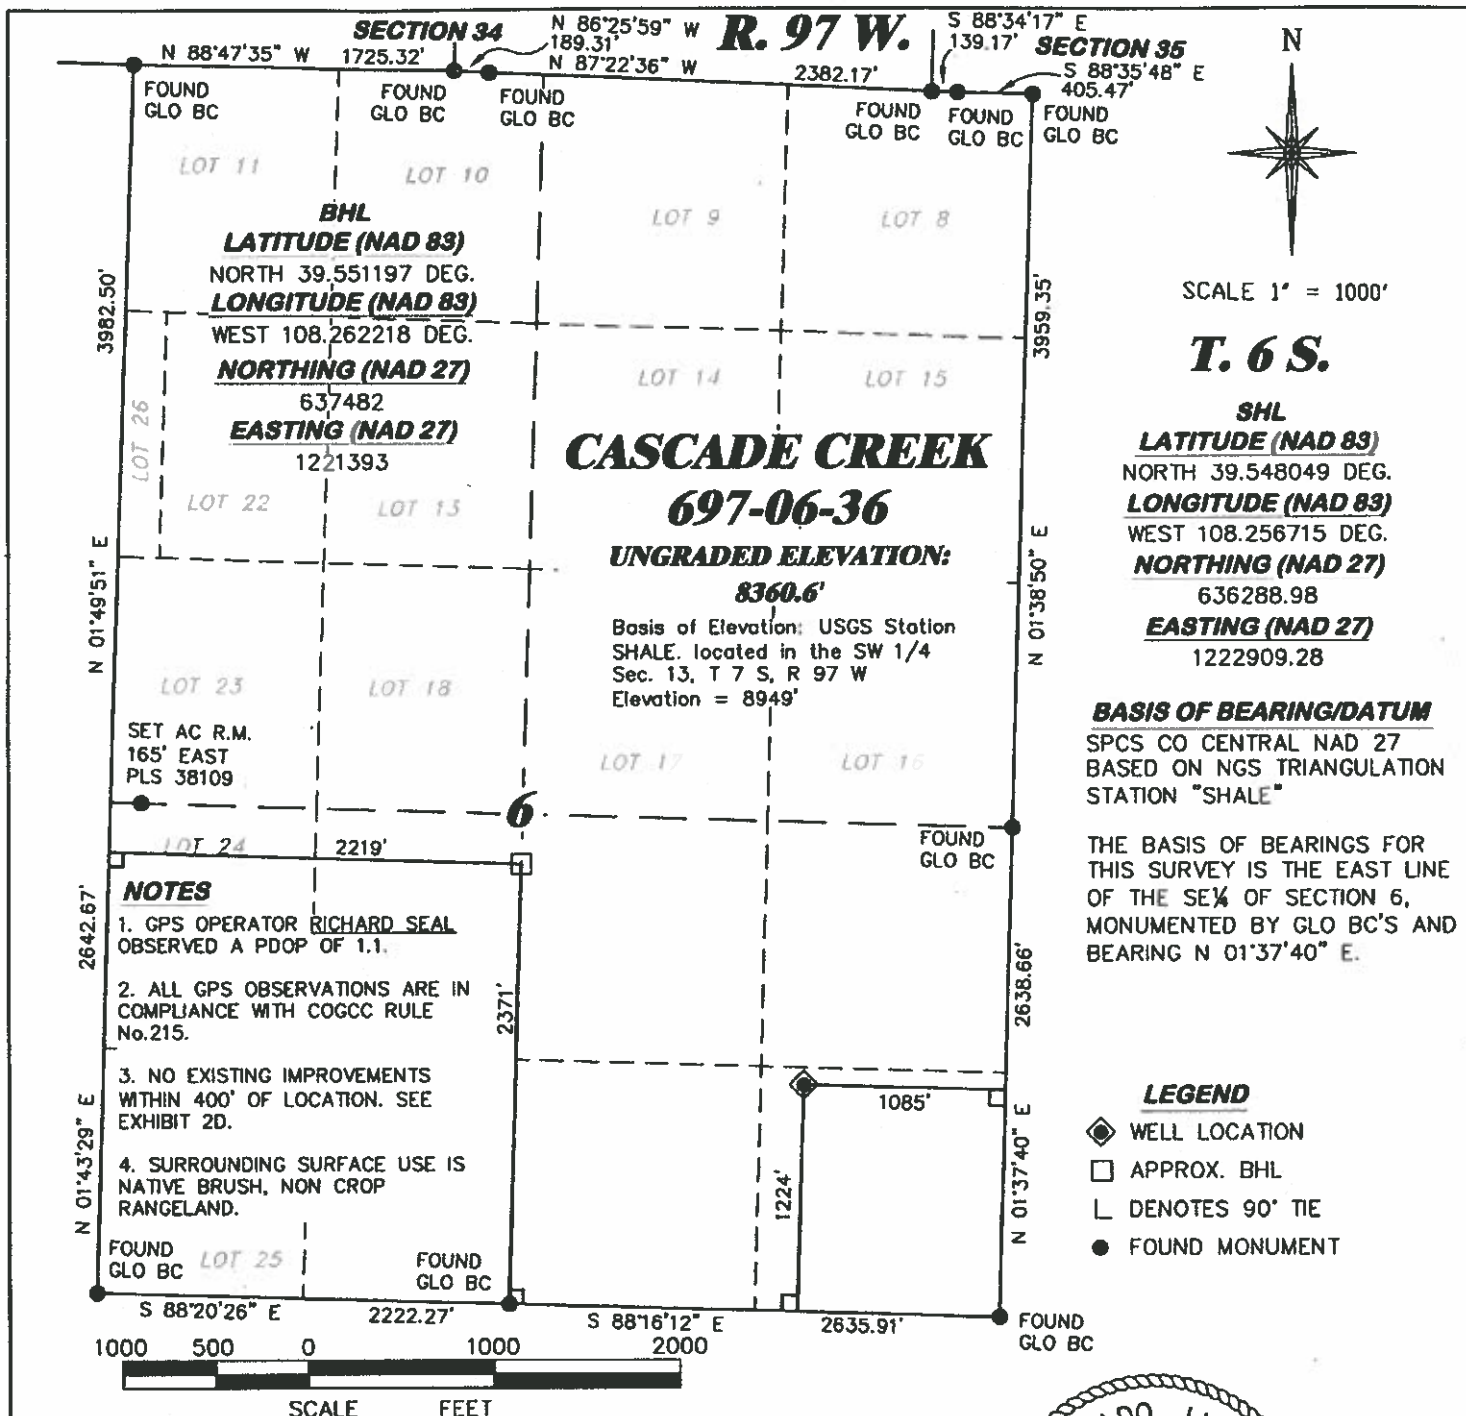 SECTION 34
N 86°25'59" W
189.31'
R. 97 W.
S 88°34'17" E
139.17'
SECTION 35
N 88°47'35" W
1725.32'
N 87°22'36" W
2382.17'
S 88°35'48" E
405.47'
N
FOUND
GLO BC
FOUND
GLO BC
FOUND
GLO BC
FOUND
GLO BC
FOUND
GLO BC
FOUND
GLO BC
LOT 11
LOT 10
LOT 9
LOT 8
BHL
LATITUDE (NAD 83)
NORTH 39.551197 DEG.
LONGITUDE (NAD 83)
WEST 108.262218 DEG.
NORTHING (NAD 27)
637482
EASTING (NAD 27)
1221393
3982.50'
3959.35'
SCALE 1" = 1000'
T. 6 S.
SHL
LATITUDE (NAD 83)
NORTH 39.548049 DEG.
LONGITUDE (NAD 83)
WEST 108.256715 DEG.
NORTHING (NAD 27)
636288.98
EASTING (NAD 27)
1222909.28
LOT 14
LOT 15
LOT 26
LOT 22
LOT 13
CASCADE CREEK
697-06-36
UNGRADED ELEVATION:
8360.6'
Basis of Elevation: USGS Station
SHALE. located in the SW 1/4
Sec. 13, T 7 S, R 97 W
Elevation = 8949'
N 01°49'51" E
N 01°38'50" E
LOT 23
LOT 18
LOT 17
LOT 16
SET AC R.M.
165' EAST
PLS 38109
6
FOUND
GLO BC
BASIS OF BEARING/DATUM
SPCS CO CENTRAL NAD 27
BASED ON NGS TRIANGULATION
STATION "SHALE"
THE BASIS OF BEARINGS FOR
THIS SURVEY IS THE EAST LINE
OF THE SE¼ OF SECTION 6,
MONUMENTED BY GLO BC'S AND
BEARING N 01°37'40" E.
LOT 24
2219'
NOTES
1. GPS OPERATOR RICHARD SEAL
OBSERVED A PDOP OF 1.1.
2. ALL GPS OBSERVATIONS ARE IN
COMPLIANCE WITH COGCC RULE
No.215.
3. NO EXISTING IMPROVEMENTS
WITHIN 400' OF LOCATION. SEE
EXHIBIT 2D.
4. SURROUNDING SURFACE USE IS
NATIVE BRUSH, NON CROP
RANGELAND.
2642.67'
N 01°43'29" E
2371'
2638.66'
N 01°37'40" E
1085'
1224'
LEGEND
WELL LOCATION
APPROX. BHL
DENOTES 90° TIE
FOUND MONUMENT
FOUND
GLO BC
LOT 25
FOUND
GLO BC
S 88°20'26" E
2222.27'
S 88°16'12" E
2635.91'
FOUND
GLO BC
1000 500 0 1000 2000
SCALE FEET